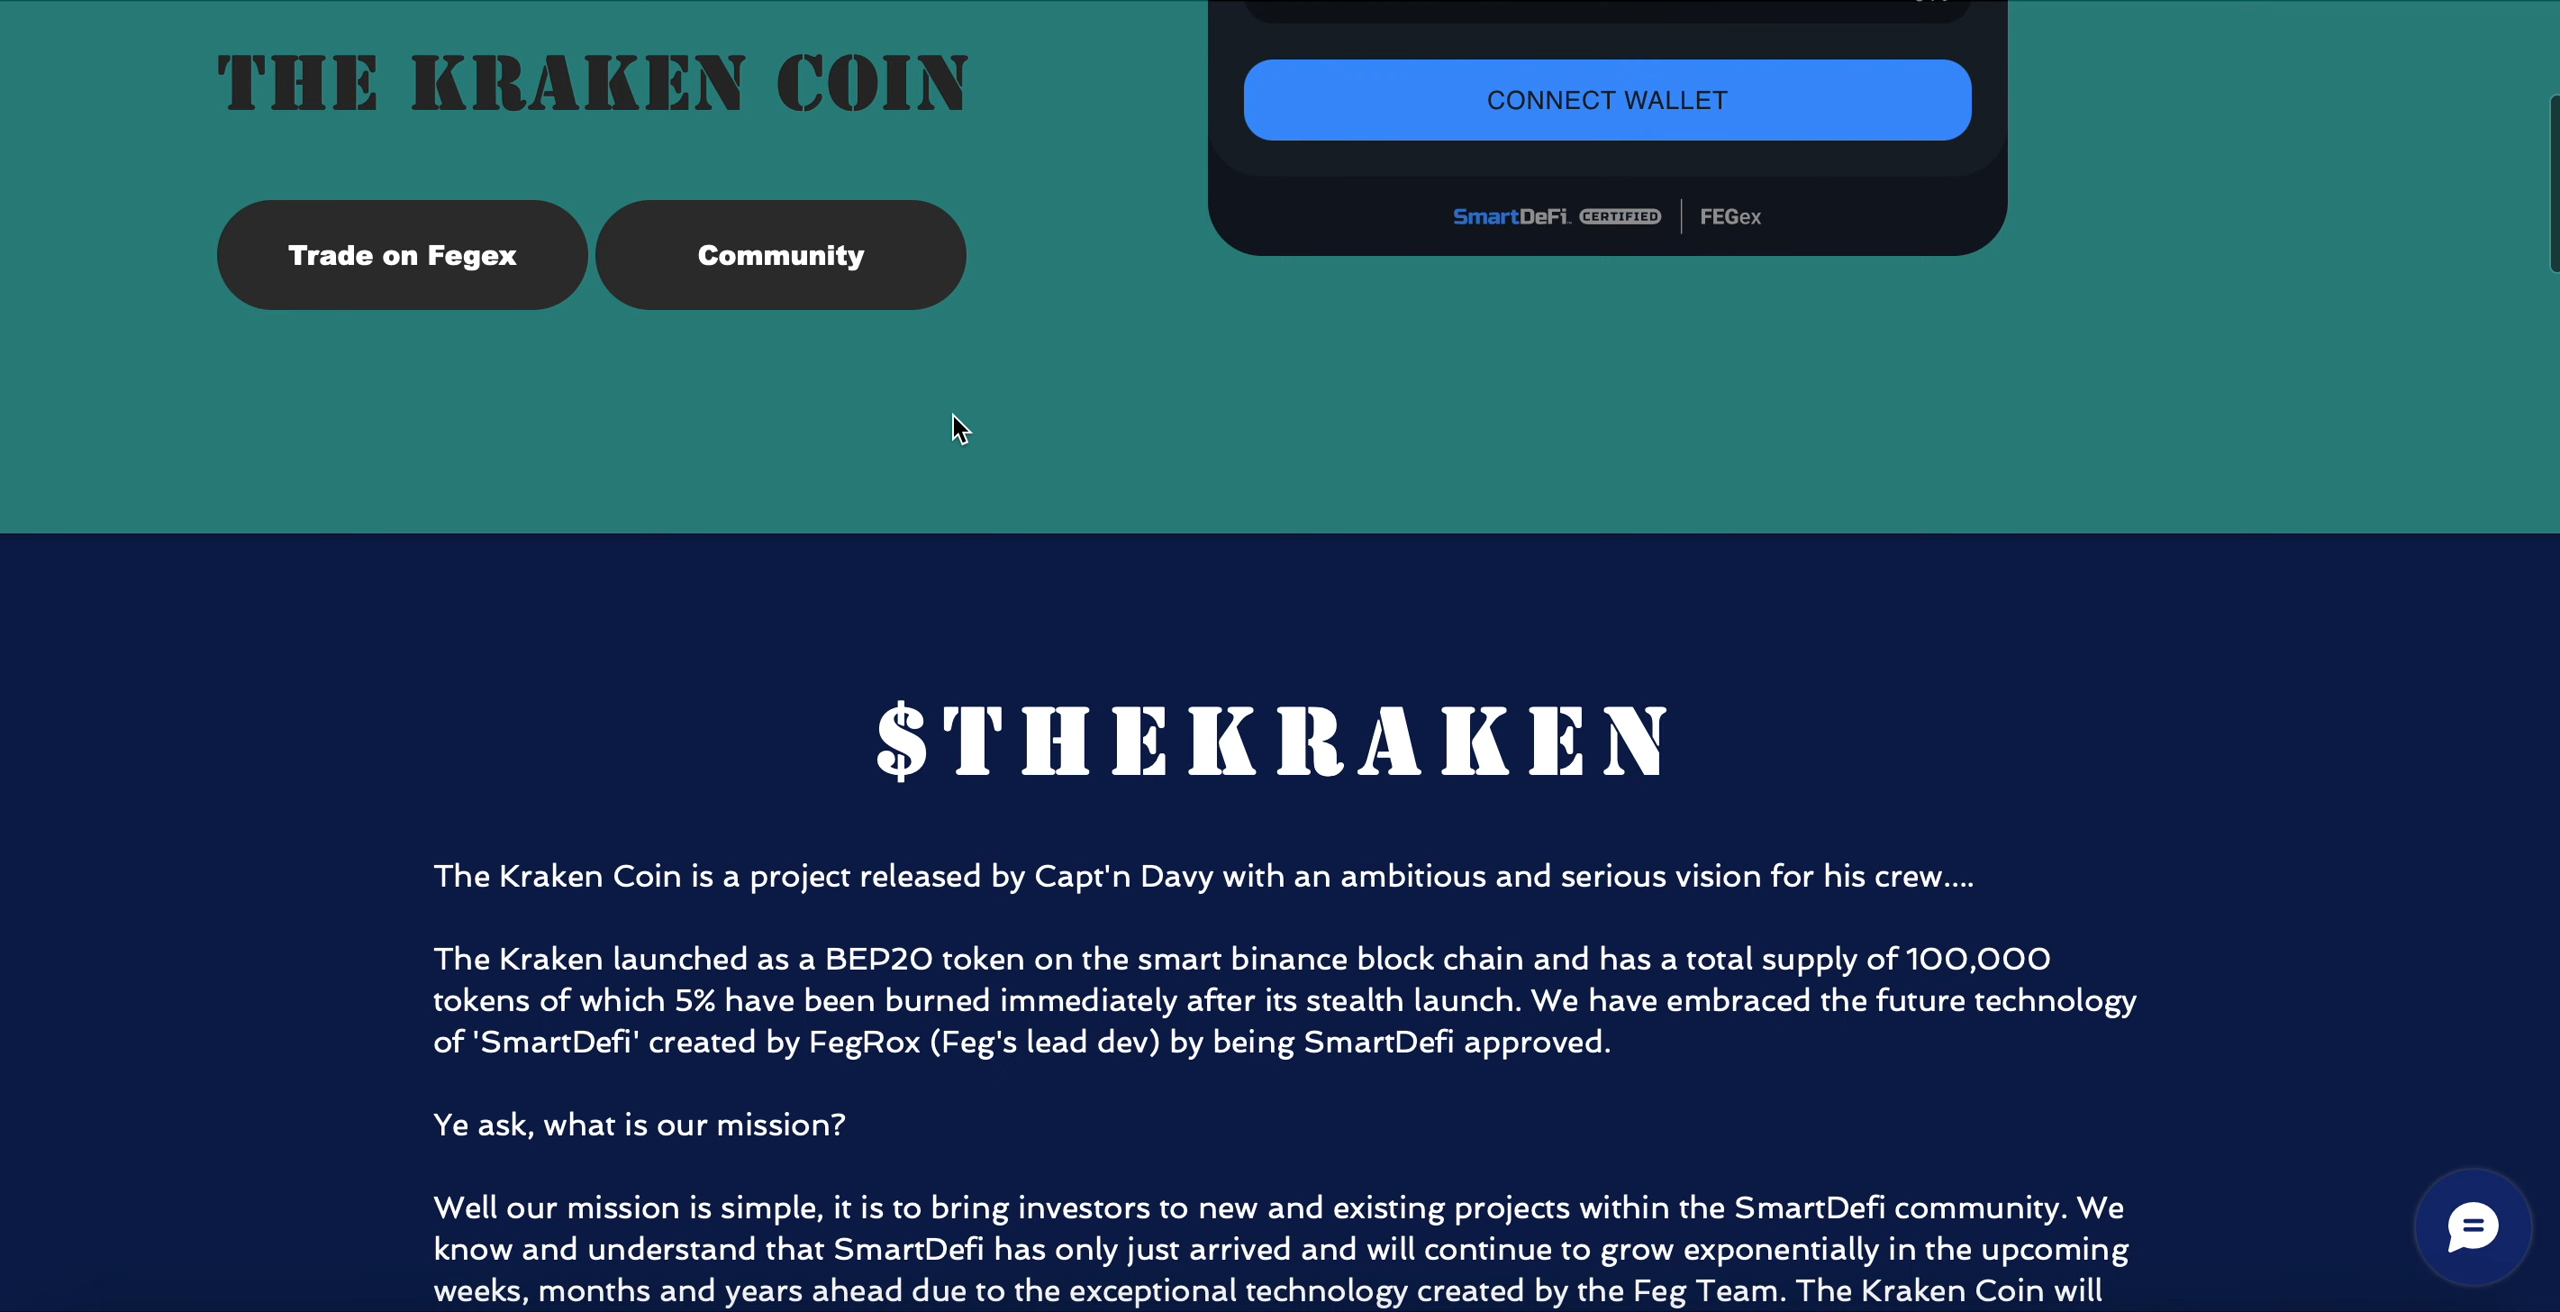 THE KRAKEN COIN
CONNECT WALLET
SmartDeFi CERTIFIED FEGex
Trade on Fegex
Community
$THEKRAKEN
The Kraken Coin is a project released by Capt'n Davy with an ambitious and serious vision for his crew....
The Kraken launched as a BEP20 token on the smart binance block chain and has a total supply of 100,000
tokens of which 5% have been burned immediately after its stealth launch. We have embraced the future technology
of 'SmartDefi' created by FegRox (Feg's lead dev) by being SmartDefi approved.
Ye ask, what is our mission?
Well our mission is simple, it is to bring investors to new and existing projects within the SmartDefi community. We
know and understand that SmartDefi has only just arrived and will continue to grow exponentially in the upcoming
weeks, months and years ahead due to the exceptional technology created by the Feg Team. The Kraken Coin will